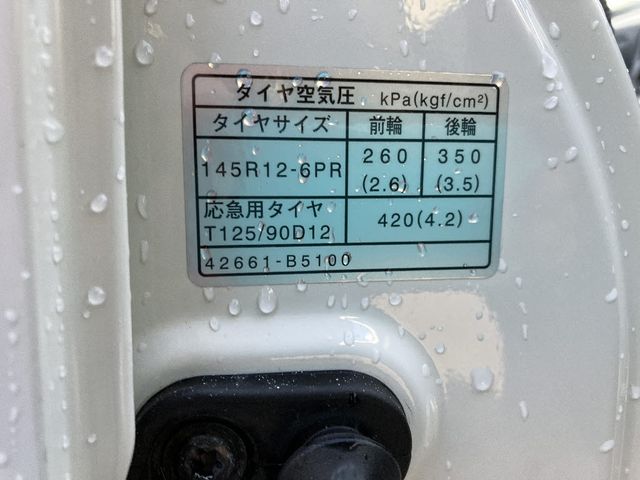 タイヤ空気圧 kPa(kgf/cm²)
タイヤサイズ 前輪 後輪
145R12-6PR 260 (2.6) 350 (3.5)
応急用タイヤ T125/90D12 420(4.2)
42661-B5100